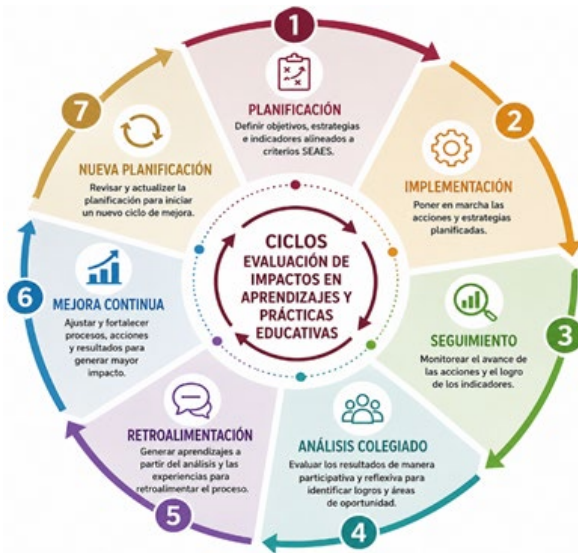 1
PLANIFICACIÓN
Definir objetivos, estrategias
e indicadores alineados a
criterios SEAES.
2
IMPLEMENTACIÓN
Poner en marcha las
acciones y estrategias
planificadas.
3
SEGUIMIENTO
Monitorear el avance de
las acciones y el logro
de los indicadores.
4
ANÁLISIS COLEGIADO
Evaluar los resultados de manera
participativa y reflexiva para
identificar logros y áreas
de oportunidad.
5
RETROALIMENTACIÓN
Generar aprendizajes a
partir del análisis y las
experiencias para
retroalimentar el proceso.
6
MEJORA CONTINUA
Ajustar y fortalecer
procesos, acciones
y resultados para
generar mayor
impacto.
7
NUEVA PLANIFICACIÓN
Revisar y actualizar la
planificación para iniciar
un nuevo ciclo de mejora.
CICLOS
EVALUACIÓN DE
IMPACTOS EN
APRENDIZAJES Y
PRÁCTICAS
EDUCATIVAS